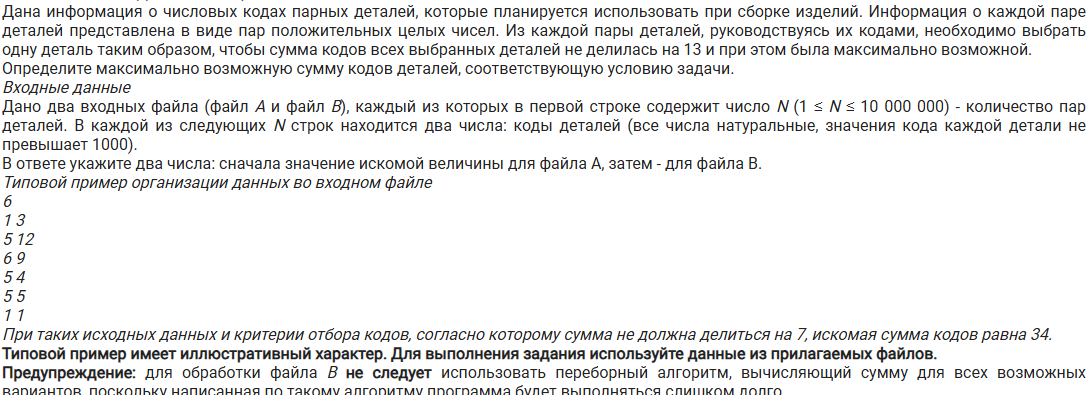 Дана информация о числовых кодах парных деталей, которые планируется использовать при сборке изделий. Информация о каждой паре
деталей представлена в виде пар положительных целых чисел. Из каждой пары деталей, руководствуясь их кодами, необходимо выбрать
одну деталь таким образом, чтобы сумма кодов всех выбранных деталей не делилась на 13 и при этом была максимально возможной.
Определите максимально возможную сумму кодов деталей, соответствующую условию задачи.
Входные данные
Дано два входных файла (файл A и файл B), каждый из которых в первой строке содержит число N (1 ≤ N ≤ 10 000 000) - количество пар
деталей. В каждой из следующих N строк находится два числа: коды деталей (все числа натуральные, значения кода каждой детали не
превышает 1000).
В ответе укажите два числа: сначала значение искомой величины для файла А, затем - для файла B.
Типовой пример организации данных во входном файле
6
1 3
5 12
6 9
5 4
5 5
1 1
При таких исходных данных и критерии отбора кодов, согласно которому сумма не должна делиться на 7, искомая сумма кодов равна 34.
Типовой пример имеет иллюстративный характер. Для выполнения задания используйте данные из прилагаемых файлов.
Предупреждение: для обработки файла B не следует использовать переборный алгоритм, вычисляющий сумму для всех возможных
вариантов, поскольку написанная по такому алгоритму программа будет выполняться слишком долго.